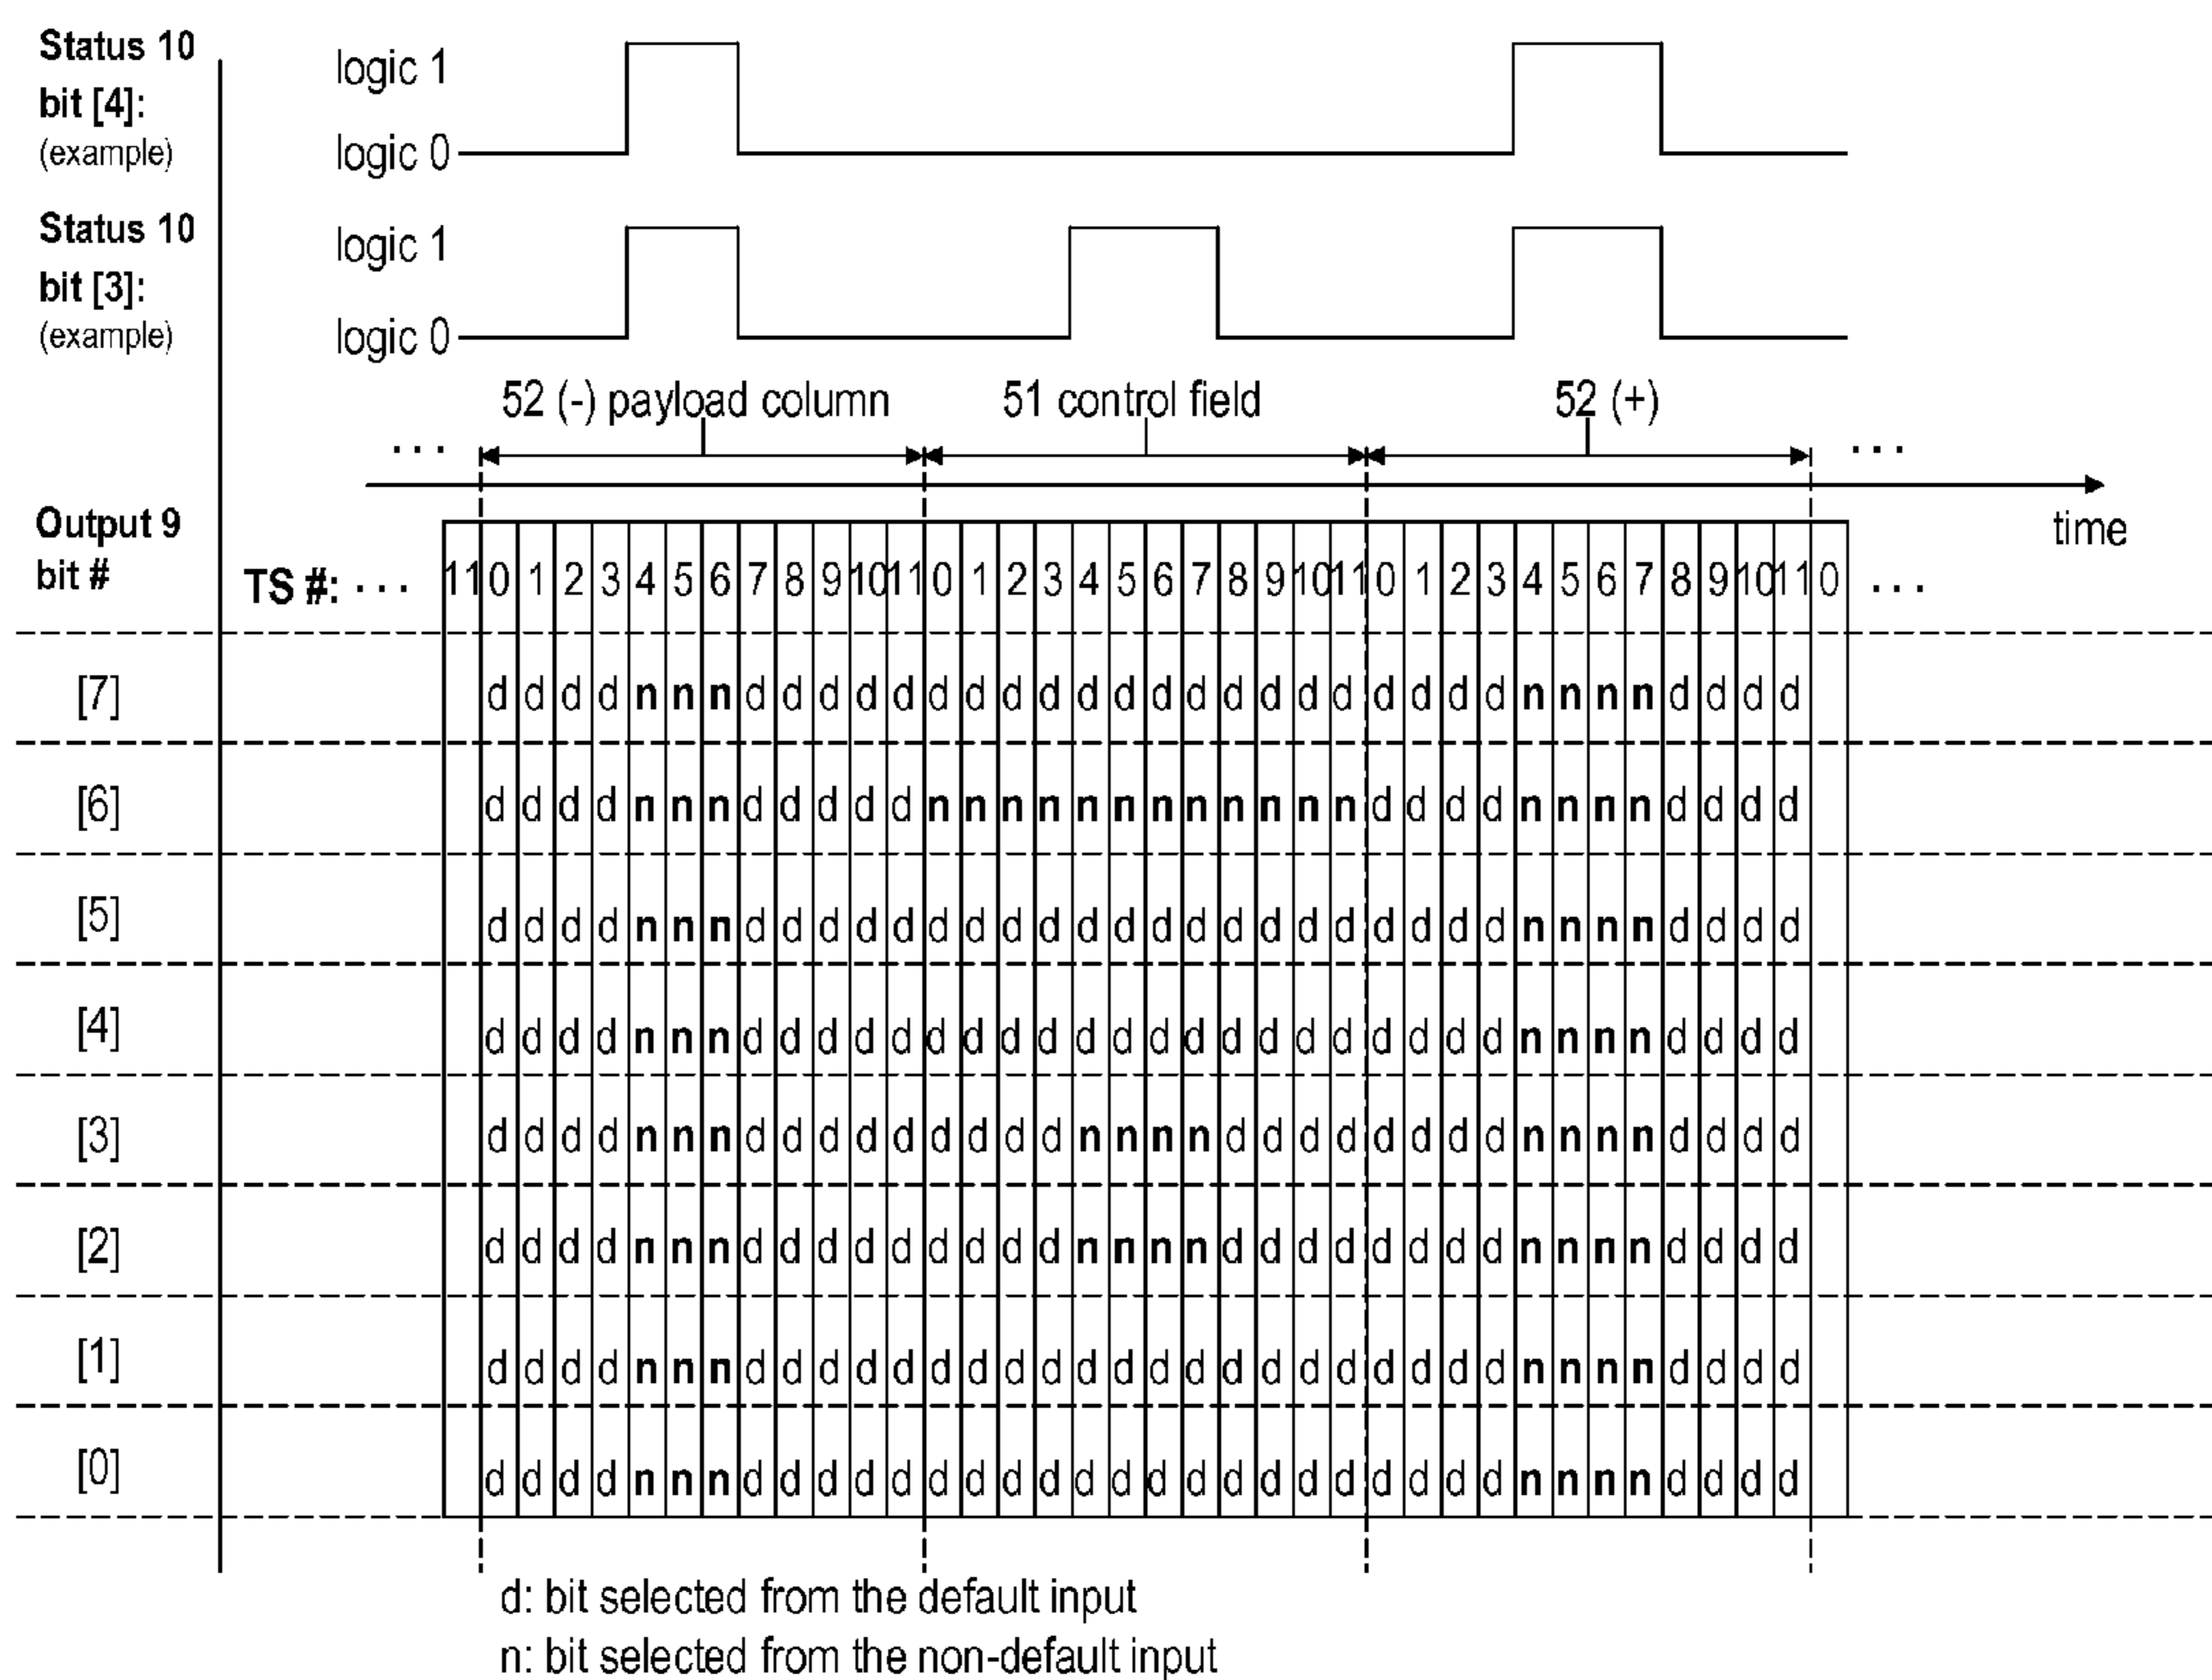 Status 10
bit [4]:
(example)
logic 1
logic 0
Status 10
bit [3]:
(example)
logic 1
logic 0
52 (-) payload column 51 control field 52 (+)
... ...
time
Output 9
bit #
TS #: ... 11 0 1 2 3 4 5 6 7 8 9 10 11 0 1 2 3 4 5 6 7 8 9 10 11 0 1 2 3 4 5 6 7 8 9 10 11 0 ...
[7] d d d d n n n d d d d d d d d d d d d d d d d d d d d d n n n n d d d d
[6] d d d d n n n d d d d d n n n n n n n n n n n n d d d d n n n n d d d d
[5] d d d d n n n d d d d d d d d d d d d d d d d d d d d d n n n n d d d d
[4] d d d d n n n d d d d d d d d d d d d d d d d d d d d d n n n n d d d d
[3] d d d d n n n d d d d d d d d d n n n n d d d d d d d d n n n n d d d d
[2] d d d d n n n d d d d d d d d d n n n n d d d d d d d d n n n n d d d d
[1] d d d d n n n d d d d d d d d d d d d d d d d d d d d d n n n n d d d d
[0] d d d d n n n d d d d d d d d d d d d d d d d d d d d d n n n n d d d d
d: bit selected from the default input
n: bit selected from the non-default input